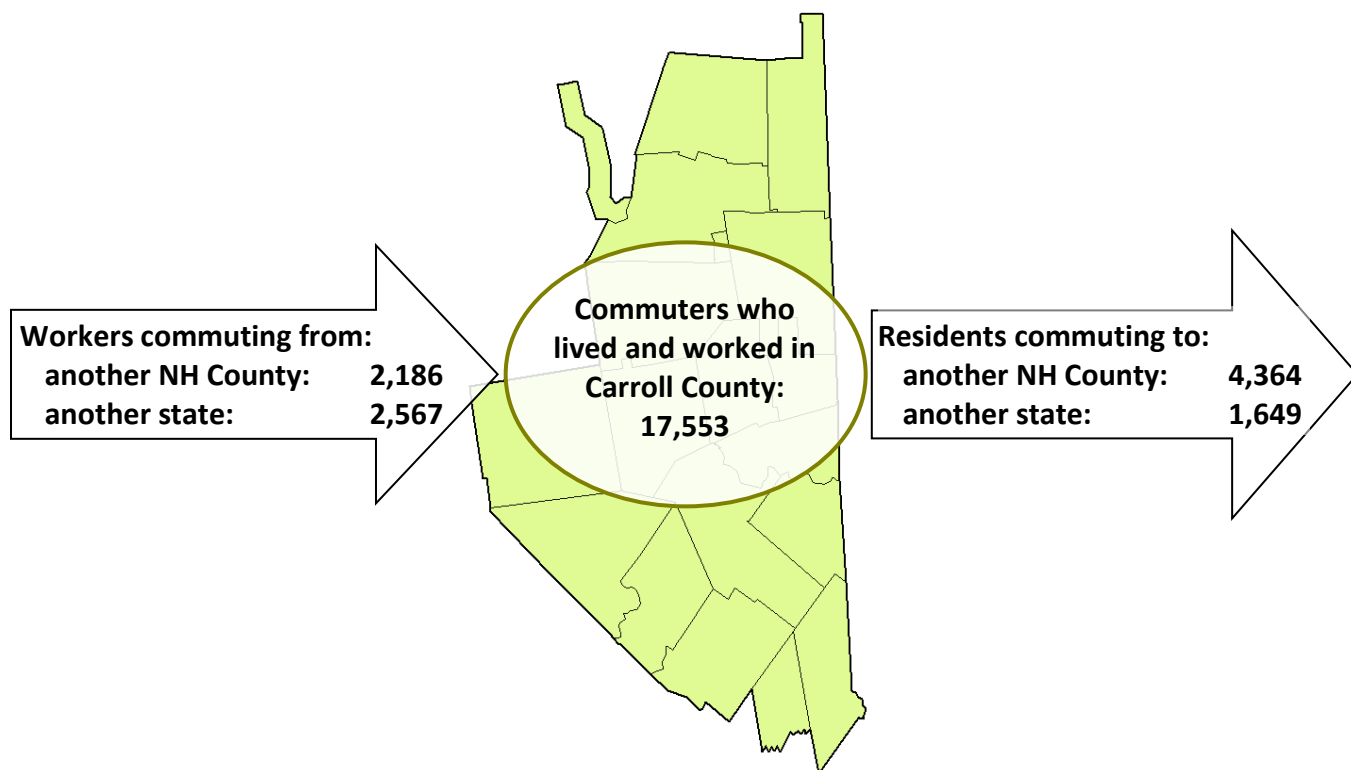 Workers commuting from:
another NH County: 2,186
another state: 2,567
Commuters who
lived and worked in
Carroll County:
17,553
Residents commuting to:
another NH County: 4,364
another state: 1,649